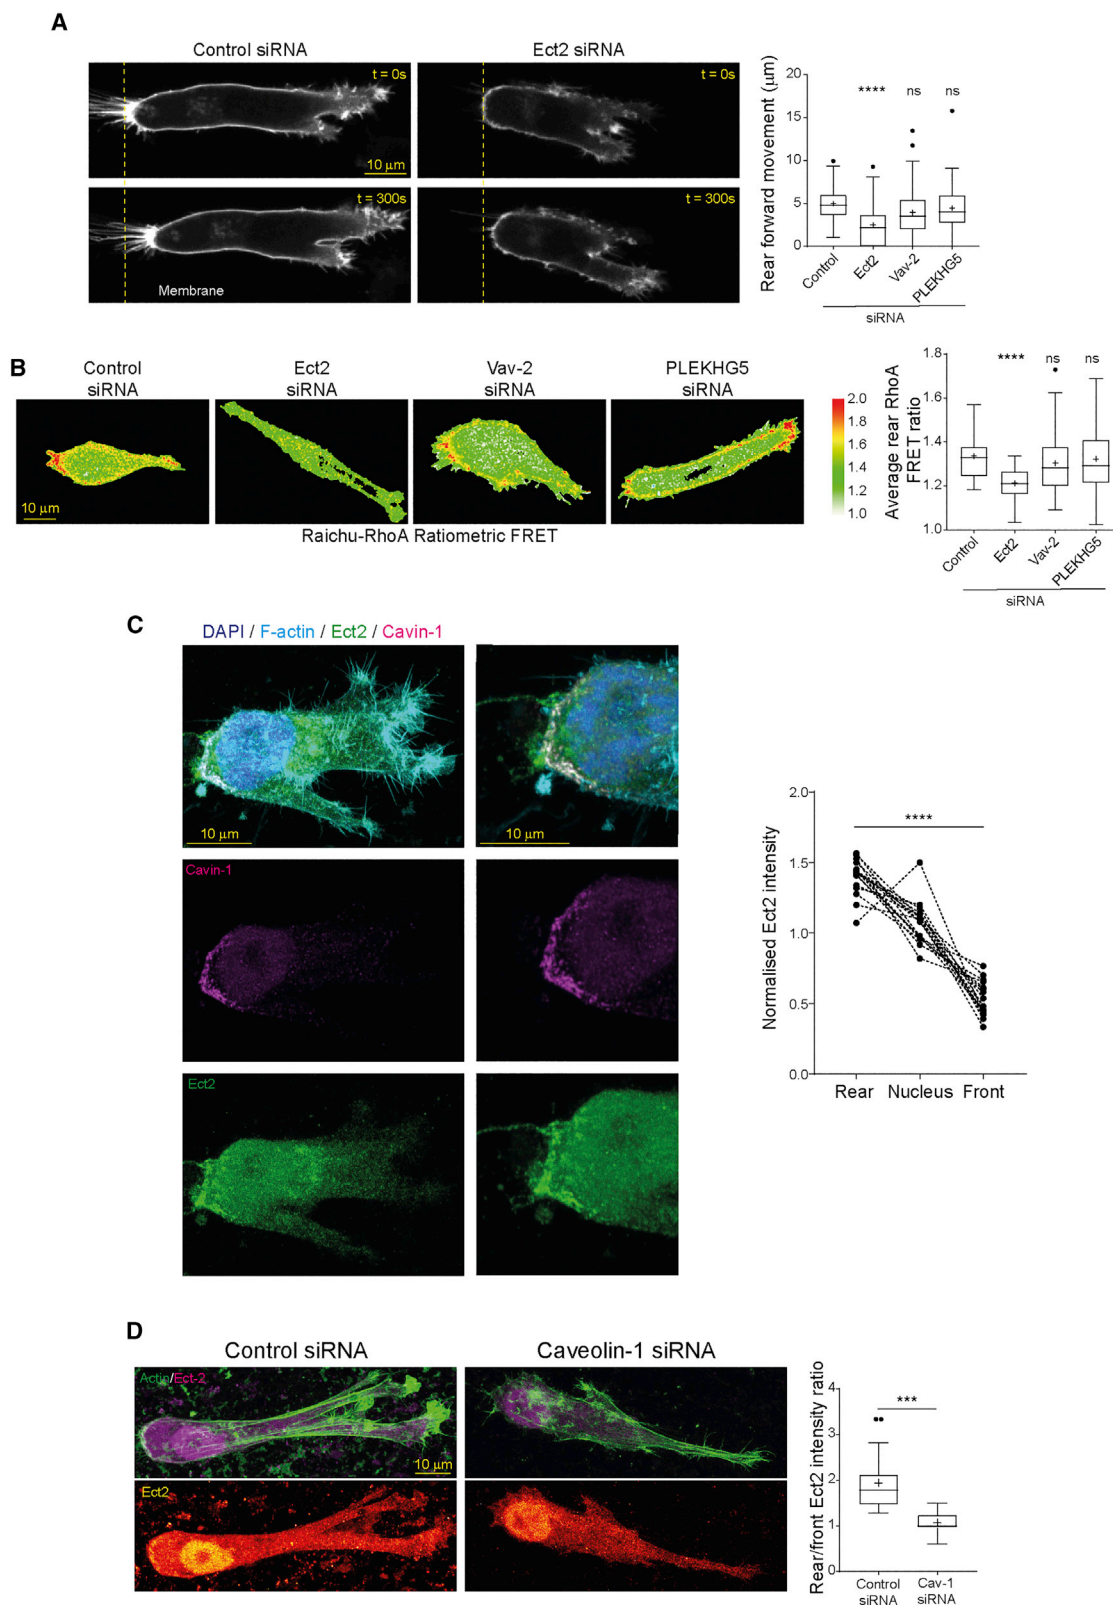 A
Control siRNA
Ect2 siRNA
t = 0s
10 µm
t = 300s
Membrane
t = 0s
t = 300s
Rear forward movement (µm)
20
15
10
5
0
****
ns
ns
Control
Ect2
Vav-2
PLEKHG5
siRNA
B
Control
siRNA
Ect2
siRNA
Vav-2
siRNA
PLEKHG5
siRNA
10 µm
Raichu-RhoA Ratiometric FRET
2.0
1.8
1.6
1.4
1.2
1.0
Average rear RhoA
FRET ratio
1.8
1.6
1.4
1.2
1.0
****
ns
ns
Control
Ect2
Vav-2
PLEKHG5
siRNA
C
DAPI / F-actin / Ect2 / Cavin-1
10 µm
10 µm
Cavin-1
Ect2
Normalised Ect2 intensity
2.0
1.5
1.0
0.5
0.0
****
Rear
Nucleus
Front
D
Control siRNA
Caveolin-1 siRNA
Actin/Ect-2
10 µm
Ect2
Rear/front Ect2 intensity ratio
4
3
2
1
0
***
Control
siRNA
Cav-1
siRNA